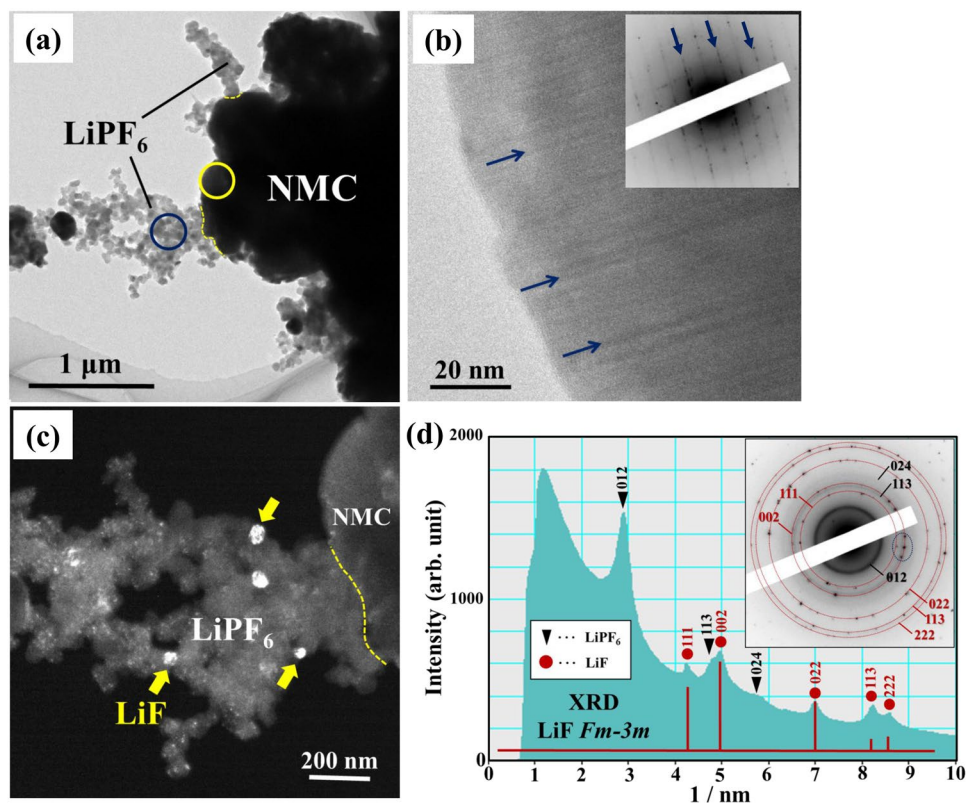 (a)
LiPF6
NMC
1 μm
(b)
20 nm
(c)
NMC
LiPF6
LiF
200 nm
(d)
2000
1000
0
Intensity (arb. unit)
012
111
113
002
024
022
113
222
▼ ··· LiPF6
● ··· LiF
XRD
LiF Fm-3m
0 1 2 3 4 5 6 7 8 9 10
1 / nm
024
113
111
002
012
022
113
222